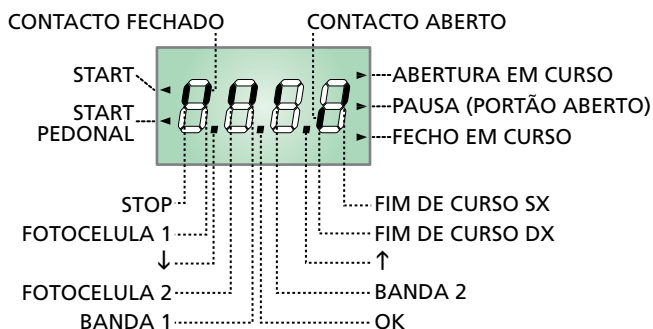 CONTACTO FECHADO
CONTACTO ABERTO
START
START
PEDONAL
ABERTURA EM CURSO
PAUSA (PORTÃO ABERTO)
FECHO EM CURSO
STOP
FOTOCELULA 1
↓
FOTOCELULA 2
BANDA 1
FIM DE CURSO SX
FIM DE CURSO DX
↑
BANDA 2
OK